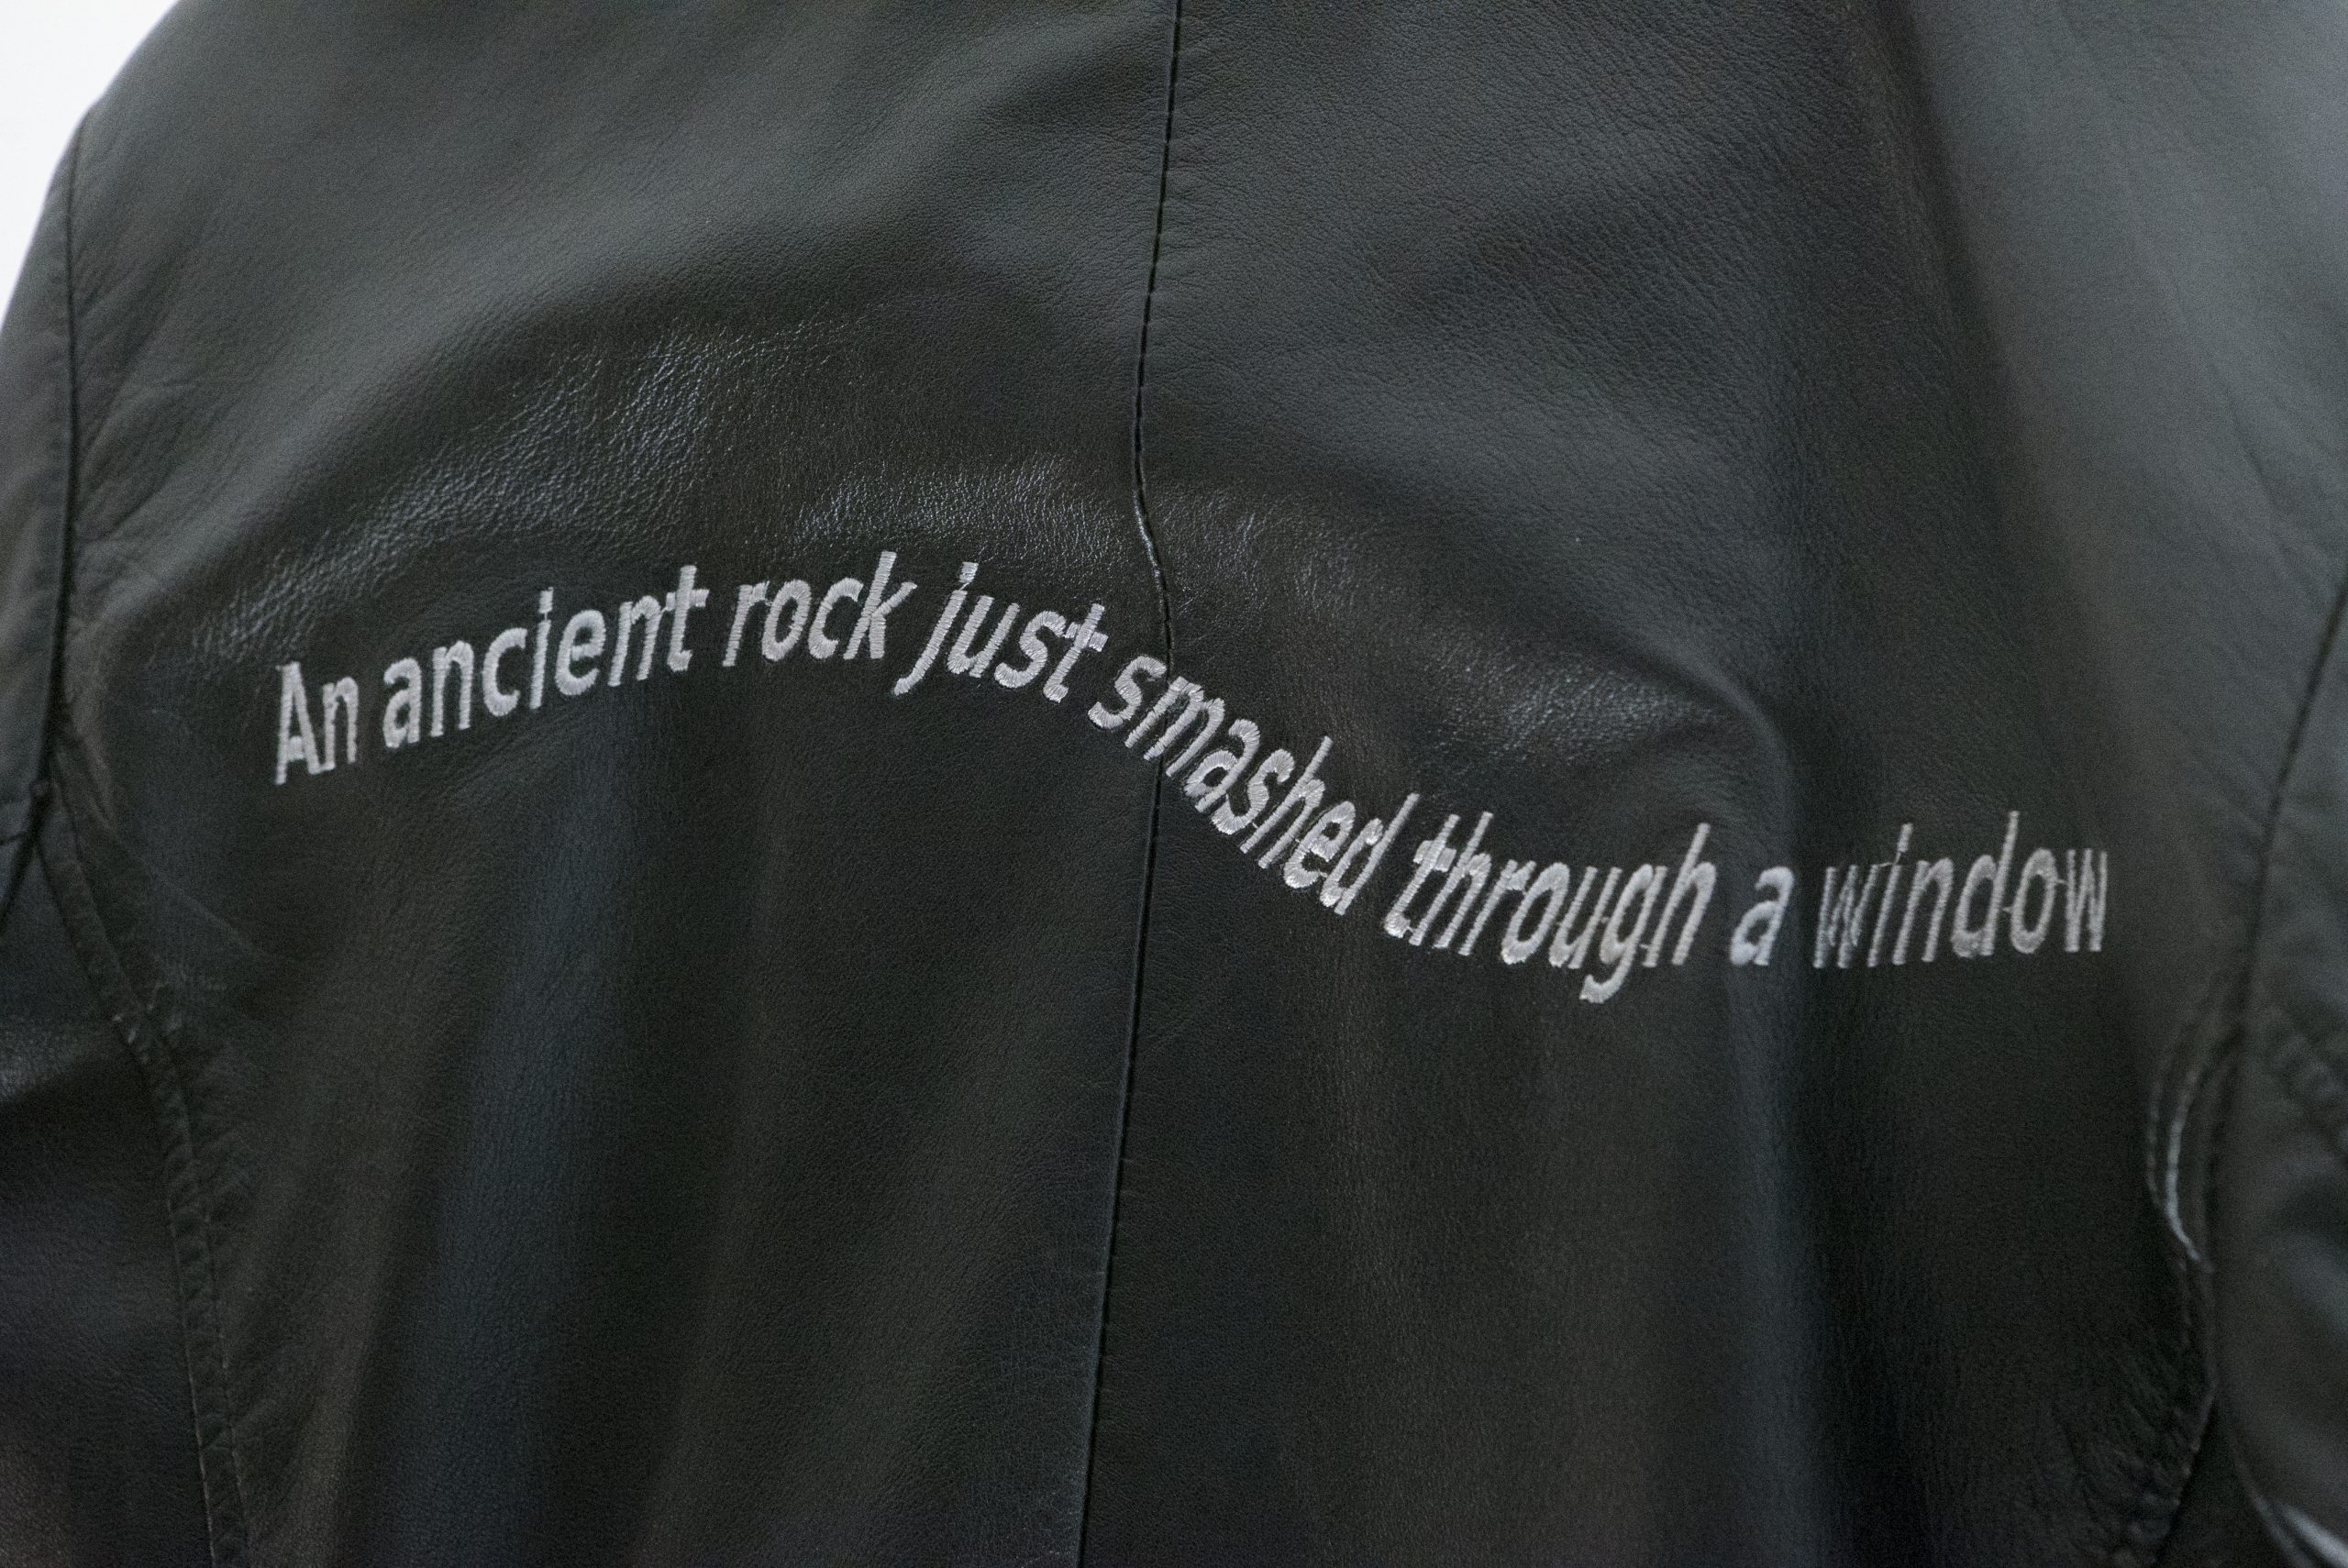 An ancient rock just smashed through a window